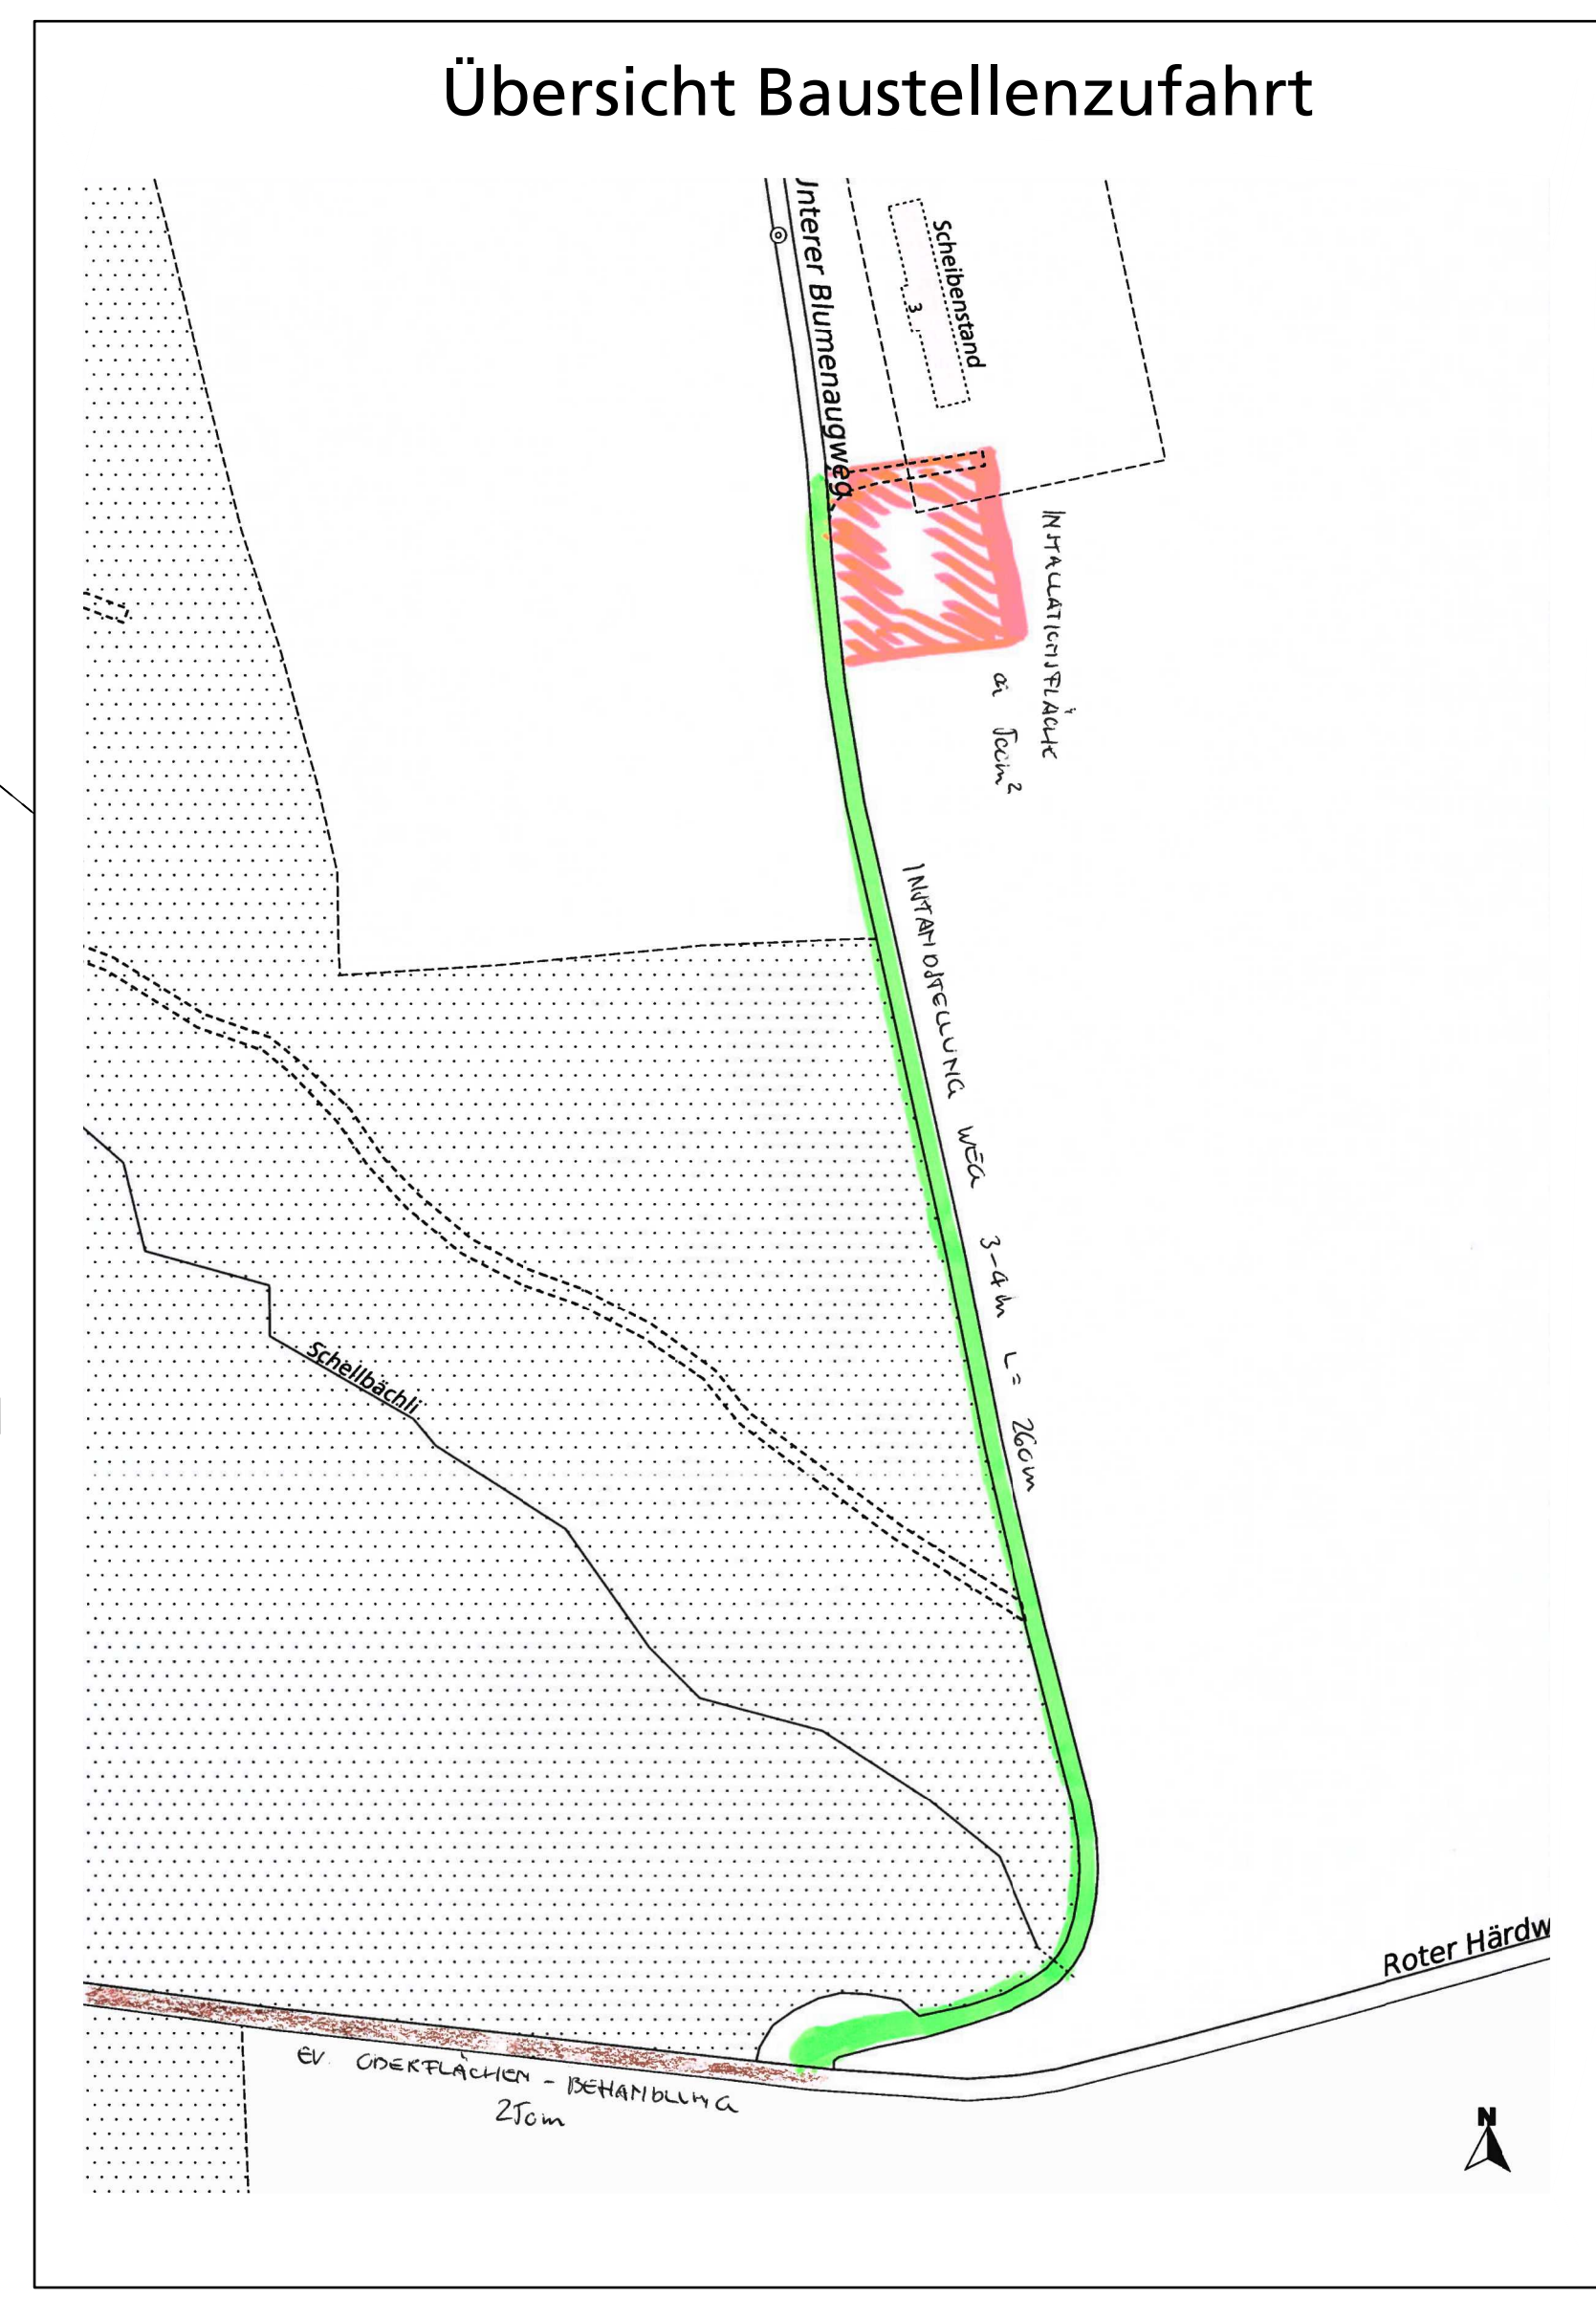 Übersicht Baustellenzufahrt
Unterer Blumenaugweg
Scheibenstand
3
INSTALLATIONSFLÄCHE
500m²
INSTANDSTELLUNG WEG 3-4m L= 260m
Schellbächli
Roter Härdw
EV. OBERFLÄCHEN - BEHANDLUNG
250m
N